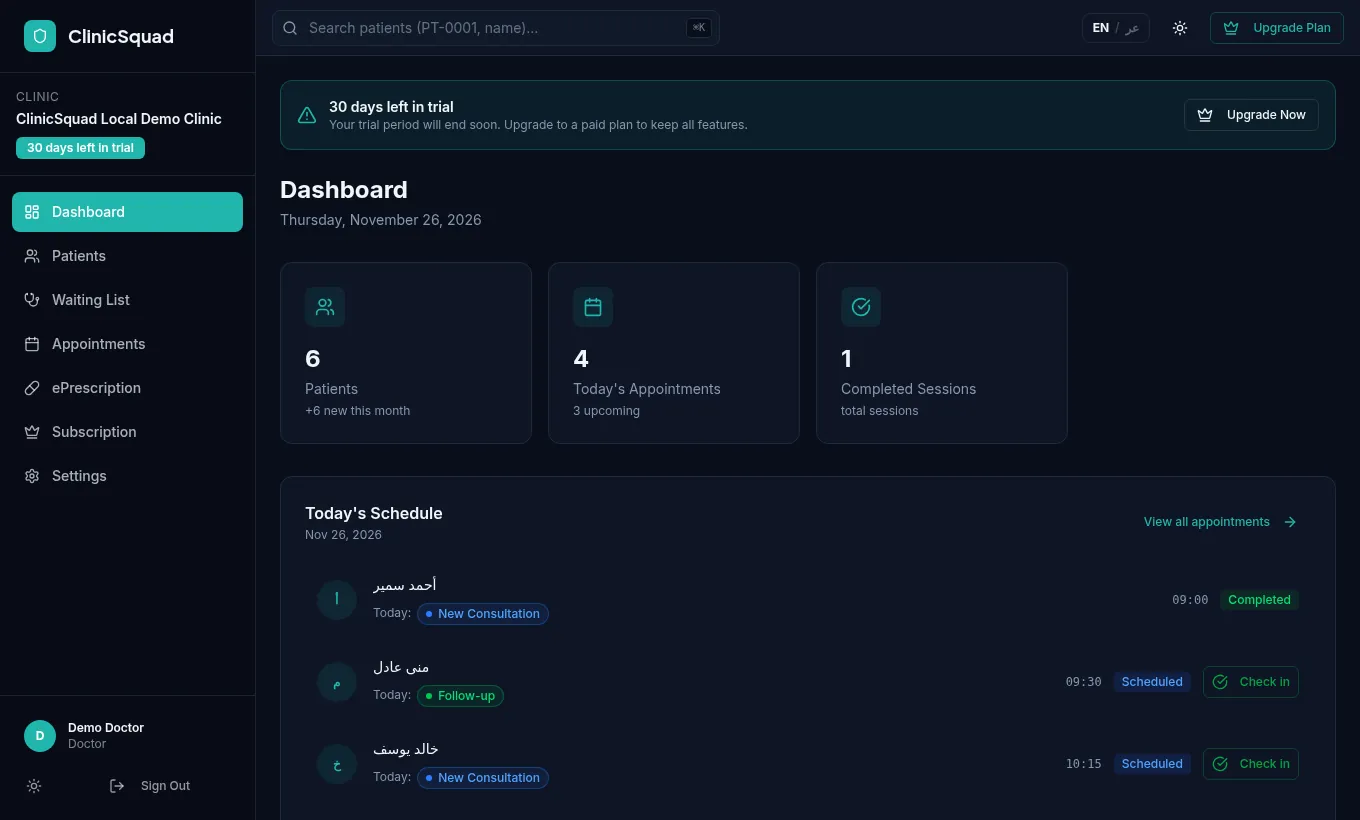 ClinicSquad
Search patients (PT-0001, name)...
⌘K
EN / عر
Upgrade Plan
CLINIC
ClinicSquad Local Demo Clinic
30 days left in trial
Dashboard
Patients
Waiting List
Appointments
ePrescription
Subscription
Settings
Demo Doctor
D
Doctor
Sign Out
30 days left in trial
Your trial period will end soon. Upgrade to a paid plan to keep all features.
Upgrade Now
Dashboard
Thursday, November 26, 2026
6
Patients
+6 new this month
4
Today's Appointments
3 upcoming
1
Completed Sessions
total sessions
Today's Schedule
Nov 26, 2026
View all appointments
أ
أحمد سمير
Today: New Consultation
09:00 Completed
م
منى عادل
Today: Follow-up
09:30 Scheduled Check in
خ
خالد يوسف
Today: New Consultation
10:15 Scheduled Check in